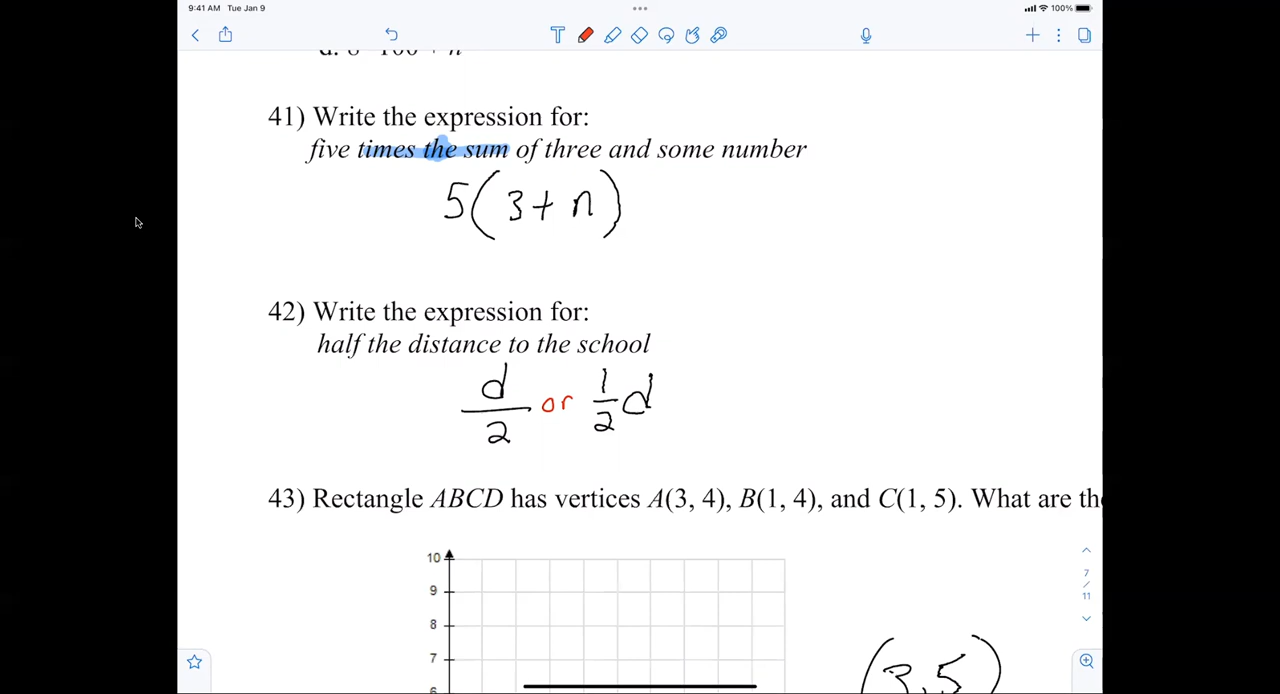 9:41 AM Tue Jan 9
100%
41) Write the expression for:
five times the sum of three and some number
5(3+n)
42) Write the expression for:
half the distance to the school
d/2 or 1/2 d
43) Rectangle ABCD has vertices A(3, 4), B(1, 4), and C(1, 5). What are the
10
9
8
7
6
(3,5)
7
/
11